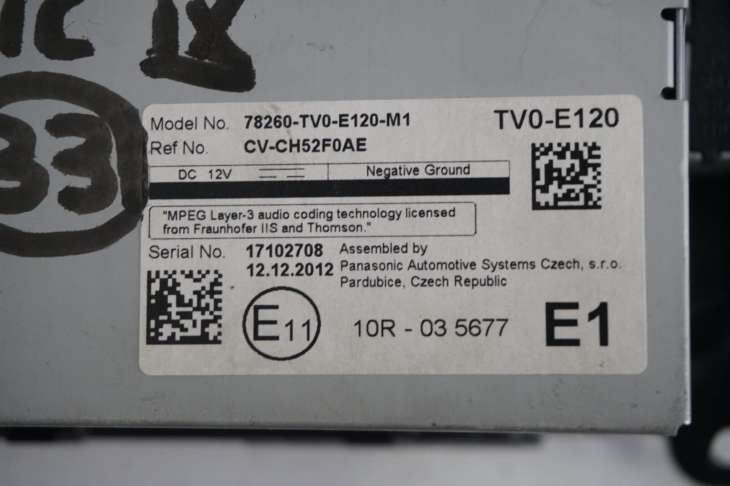 IC IX
33
Model No. 78260-TV0-E120-M1
TV0-E120
Ref No. CV-CH52F0AE
DC 12V
Negative Ground
"MPEG Layer-3 audio coding technology licensed
from Fraunhofer IIS and Thomson."
Serial No. 17102708
12.12.2012
Assembled by
Panasonic Automotive Systems Czech, s.r.o.
Pardubice, Czech Republic
E11
10R - 03 5677
E1